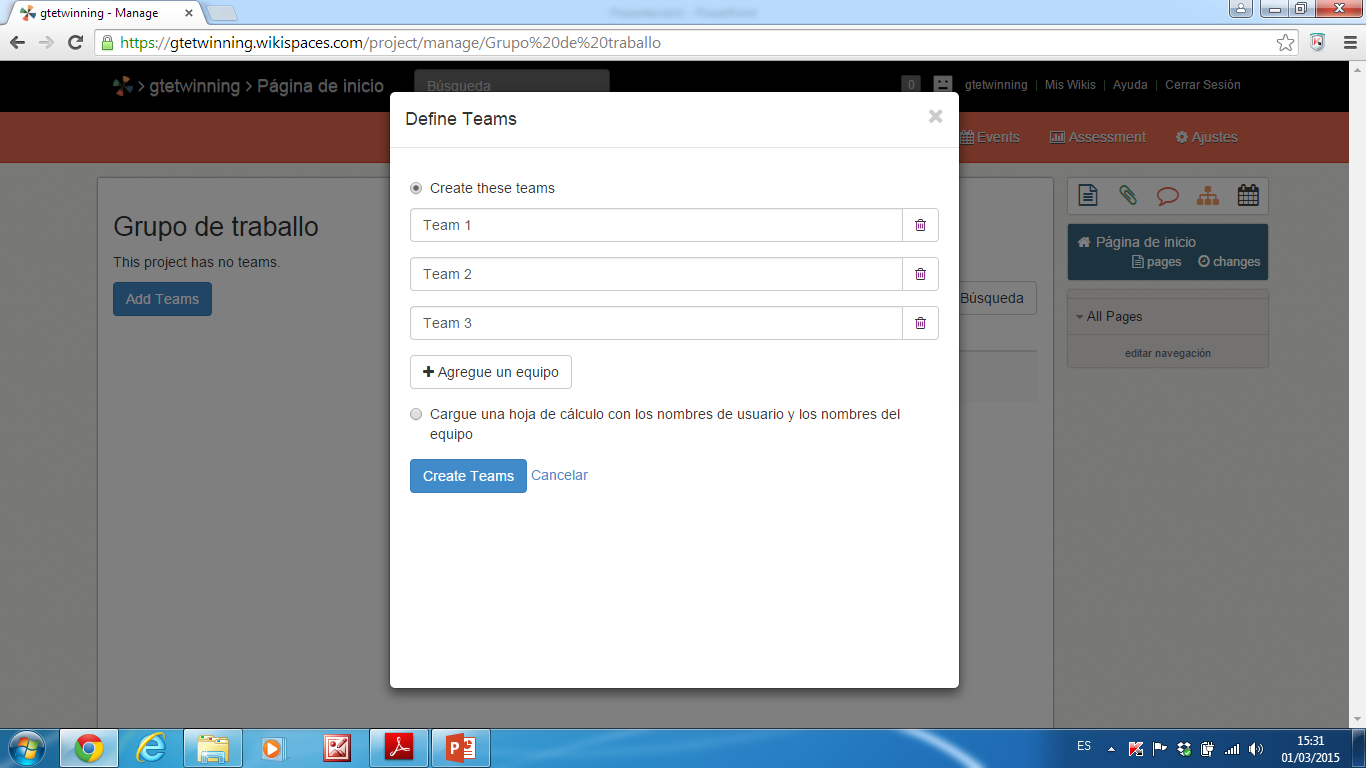 gtetwinning - Manage
https://gtetwinning.wikispaces.com/project/manage/Grupo%20de%20traballo
> gtetwinning > Página de inicio
Búsqueda
0
gtetwinning | Mis Wikis | Ayuda | Cerrar Sesión
Events
Assessment
Ajustes
Define Teams
Create these teams
Team 1
Team 2
Team 3
Agregue un equipo
Cargue una hoja de cálculo con los nombres de usuario y los nombres del
equipo
Create Teams Cancelar
Grupo de traballo
This project has no teams.
Add Teams
Búsqueda
Página de inicio
pages changes
All Pages
editar navegación
ES
15:31
01/03/2015